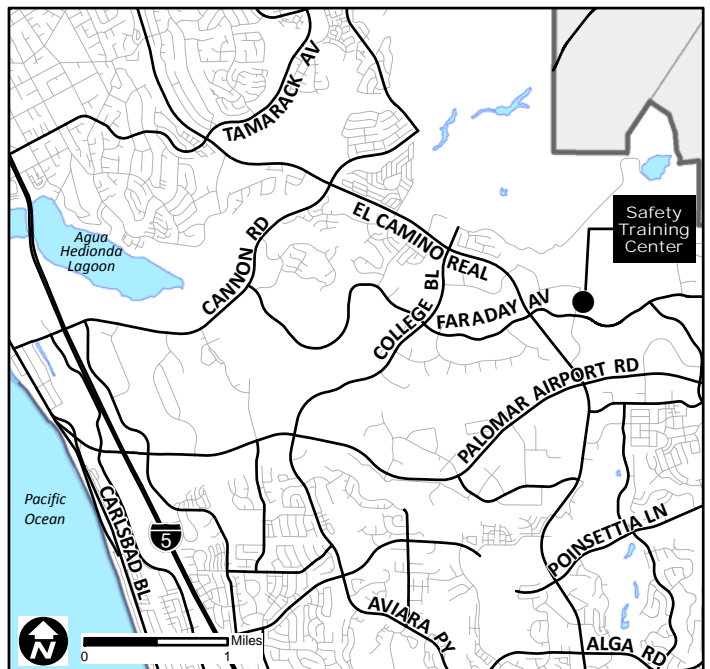 TAMARACK AV
EL CAMINO REAL
Safety
Training
Center
Agua
Hedionda
Lagoon
CANNON RD
COLLEGE BL
FARADAY AV
PALOMAR AIRPORT RD
Pacific
Ocean
CARLSBAD BL
5
POINSETTIA LN
AVIARA PY
ALGA RD
N
Miles
0 1